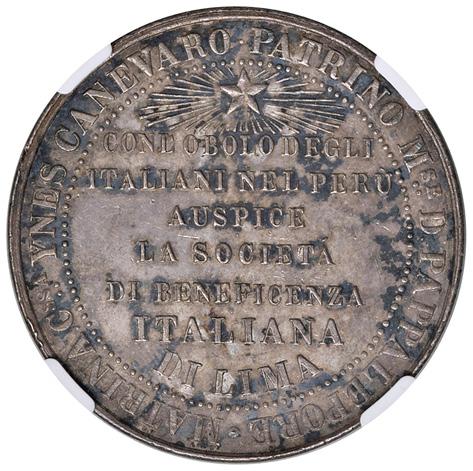 MATRINA C.SA YNES CANEVARO PATRINO M.SE D. PAPPALEPORE
CON L'OBOLO DEGLI
ITALIANI NEL PERÙ
AUSPICE
LA SOCIETÁ
DI BENEFICENZA
ITALIANA
DI LIMA